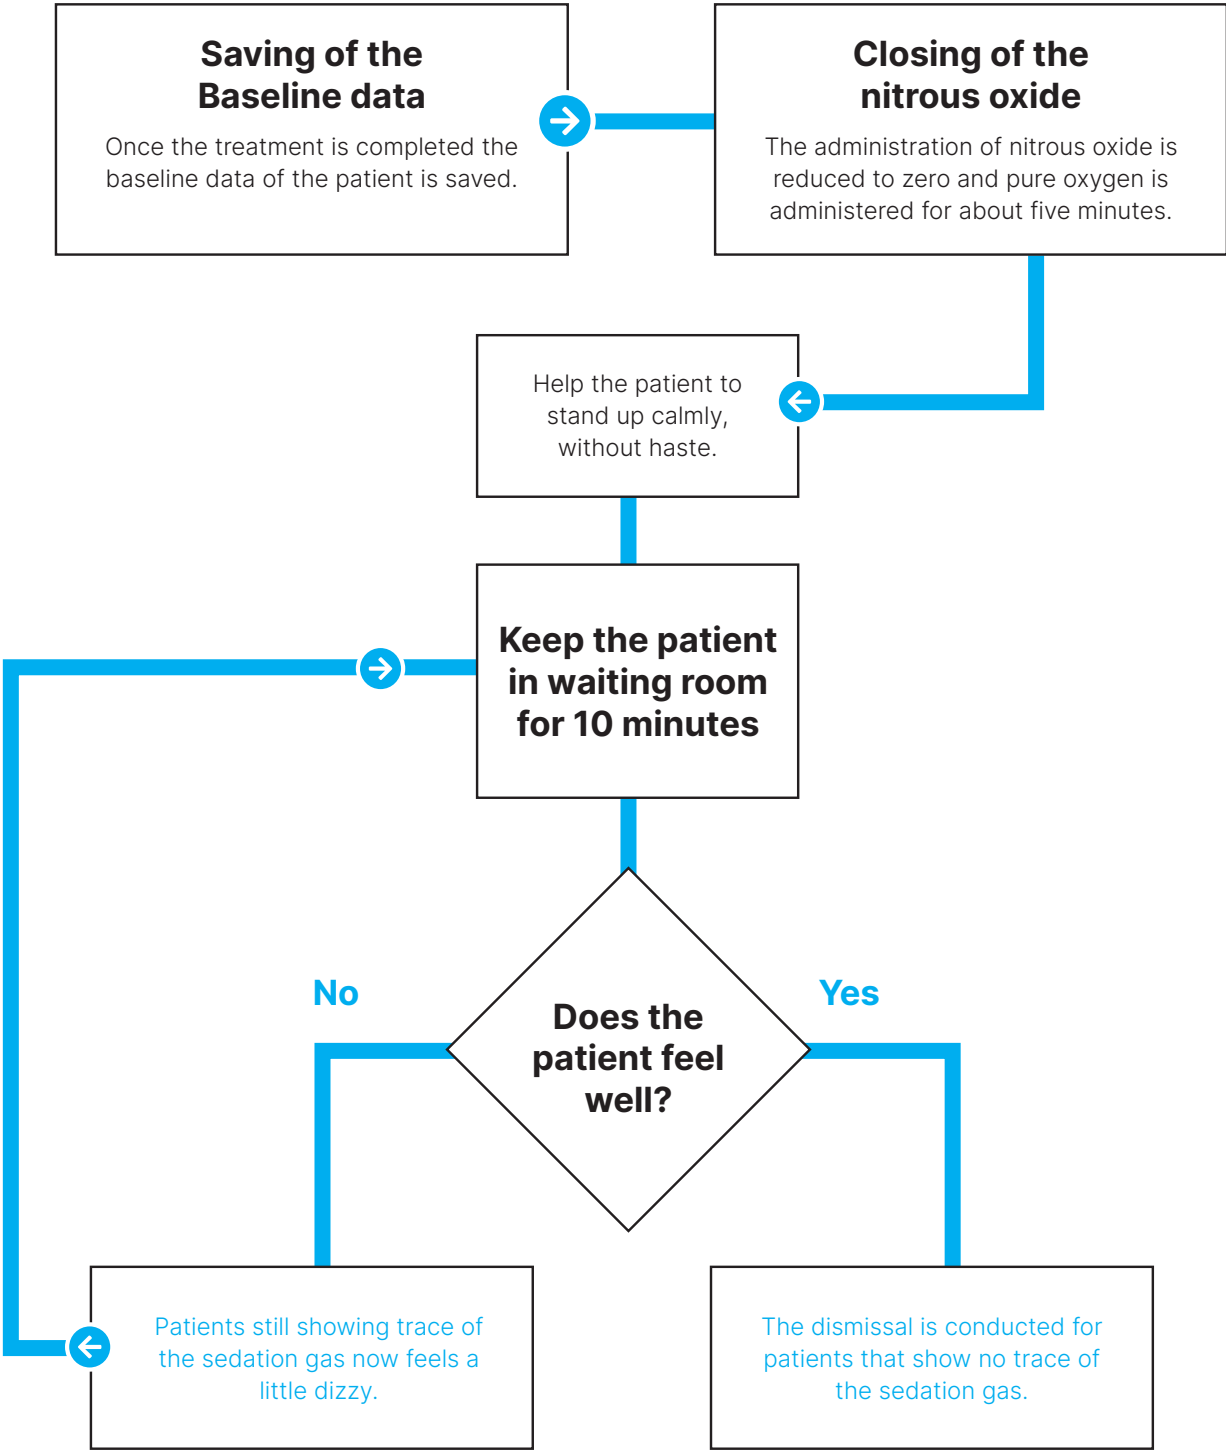 Saving of the
Baseline data
Once the treatment is completed the
baseline data of the patient is saved.
Closing of the
nitrous oxide
The administration of nitrous oxide is
reduced to zero and pure oxygen is
administered for about five minutes.
Help the patient to
stand up calmly,
without haste.
Keep the patient
in waiting room
for 10 minutes
Does the
patient feel
well?
No
Yes
Patients still showing trace of
the sedation gas now feels a
little dizzy.
The dismissal is conducted for
patients that show no trace of
the sedation gas.